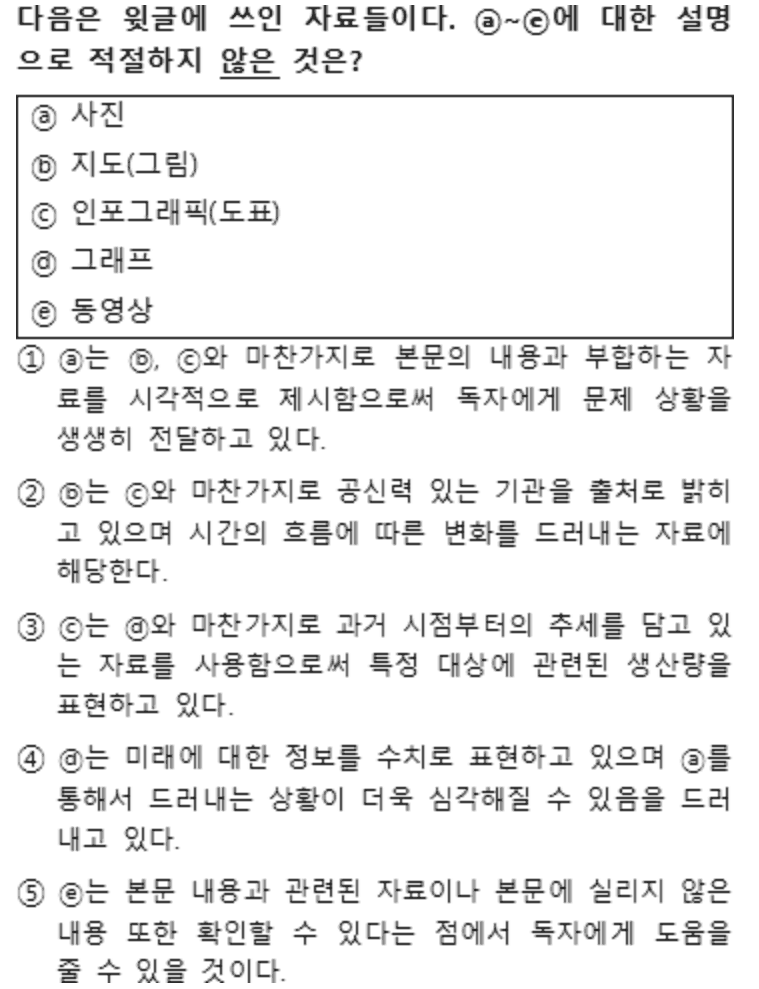 다음은 윗글에 쓰인 자료들이다. ⓐ~ⓔ에 대한 설명
으로 적절하지 않은 것은?
ⓐ 사진
ⓑ 지도(그림)
ⓒ 인포그래픽(도표)
ⓓ 그래프
ⓔ 동영상
① ⓐ는 ⓑ, ⓒ와 마찬가지로 본문의 내용과 부합하는 자
료를 시각적으로 제시함으로써 독자에게 문제 상황을
생생히 전달하고 있다.
② ⓑ는 ⓒ와 마찬가지로 공신력 있는 기관을 출처로 밝히
고 있으며 시간의 흐름에 따른 변화를 드러내는 자료에
해당한다.
③ ⓒ는 ⓓ와 마찬가지로 과거 시점부터의 추세를 담고 있
는 자료를 사용함으로써 특정 대상에 관련된 생산량을
표현하고 있다.
④ ⓓ는 미래에 대한 정보를 수치로 표현하고 있으며 ⓐ를
통해서 드러내는 상황이 더욱 심각해질 수 있음을 드러
내고 있다.
⑤ ⓔ는 본문 내용과 관련된 자료이나 본문에 실리지 않은
내용 또한 확인할 수 있다는 점에서 독자에게 도움을
줄 수 있을 것이다.